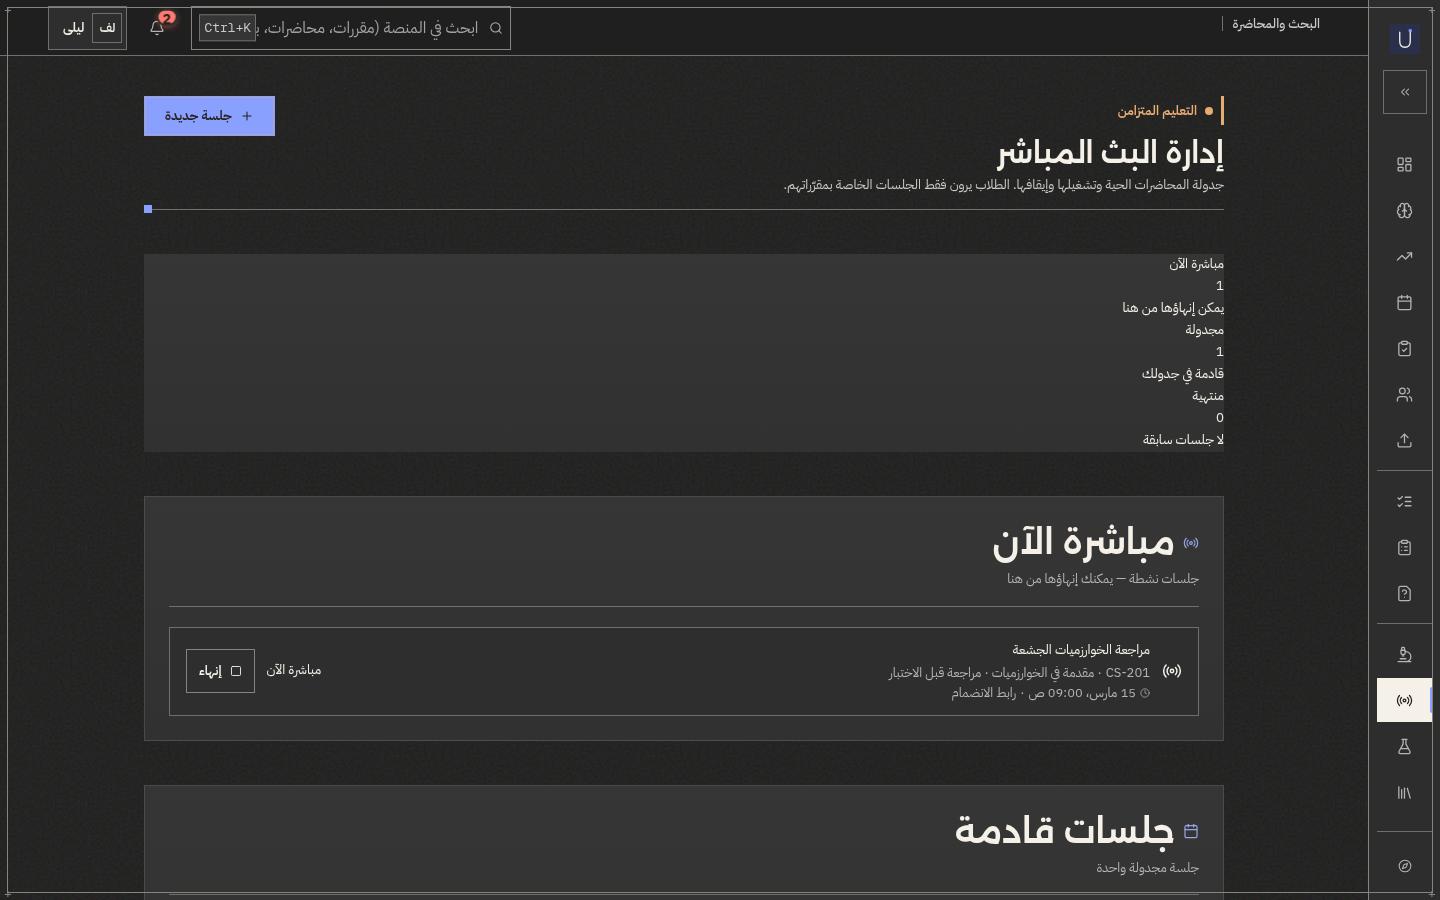 البحث والمحاضرة
ابحث في المنصة (مقررات، محاضرات،
Ctrl+K
2
لف
ليلى
التعليم المتزامن
إدارة البث المباشر
جدولة المحاضرات الحية وتشغيلها وإيقافها. الطلاب يرون فقط الجلسات الخاصة بمقرّراتهم.
جلسة جديدة
مباشرة الآن
1
يمكن إنهاؤها من هنا
مجدولة
1
قادمة في جدولك
منتهية
0
لا جلسات سابقة
مباشرة الآن
جلسات نشطة — يمكنك إنهاؤها من هنا
مراجعة الخوارزميات الجشعة
CS-201 · مقدمة في الخوارزميات · مراجعة قبل الاختبار
15 مارس، 09:00 ص · رابط الانضمام
مباشرة الآن
إنهاء
جلسات قادمة
جلسة مجدولة واحدة